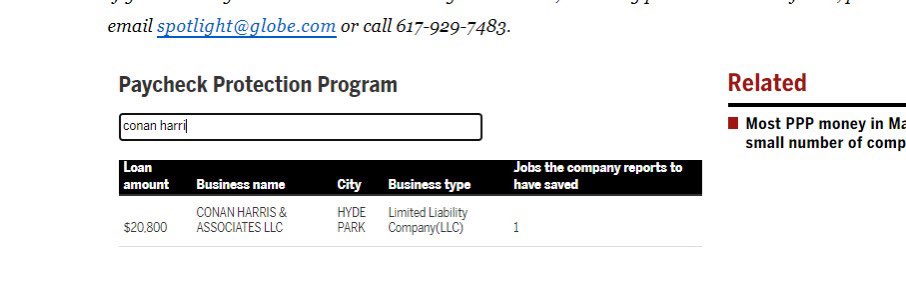 email spotlight@globe.com or call 617-929-7483.
Paycheck Protection Program
conan harri
Loan amount Business name City Business type Jobs the company reports to have saved
$20,800 CONAN HARRIS & ASSOCIATES LLC HYDE PARK Limited Liability Company(LLC) 1
Related
Most PPP money in Ma
small number of comp